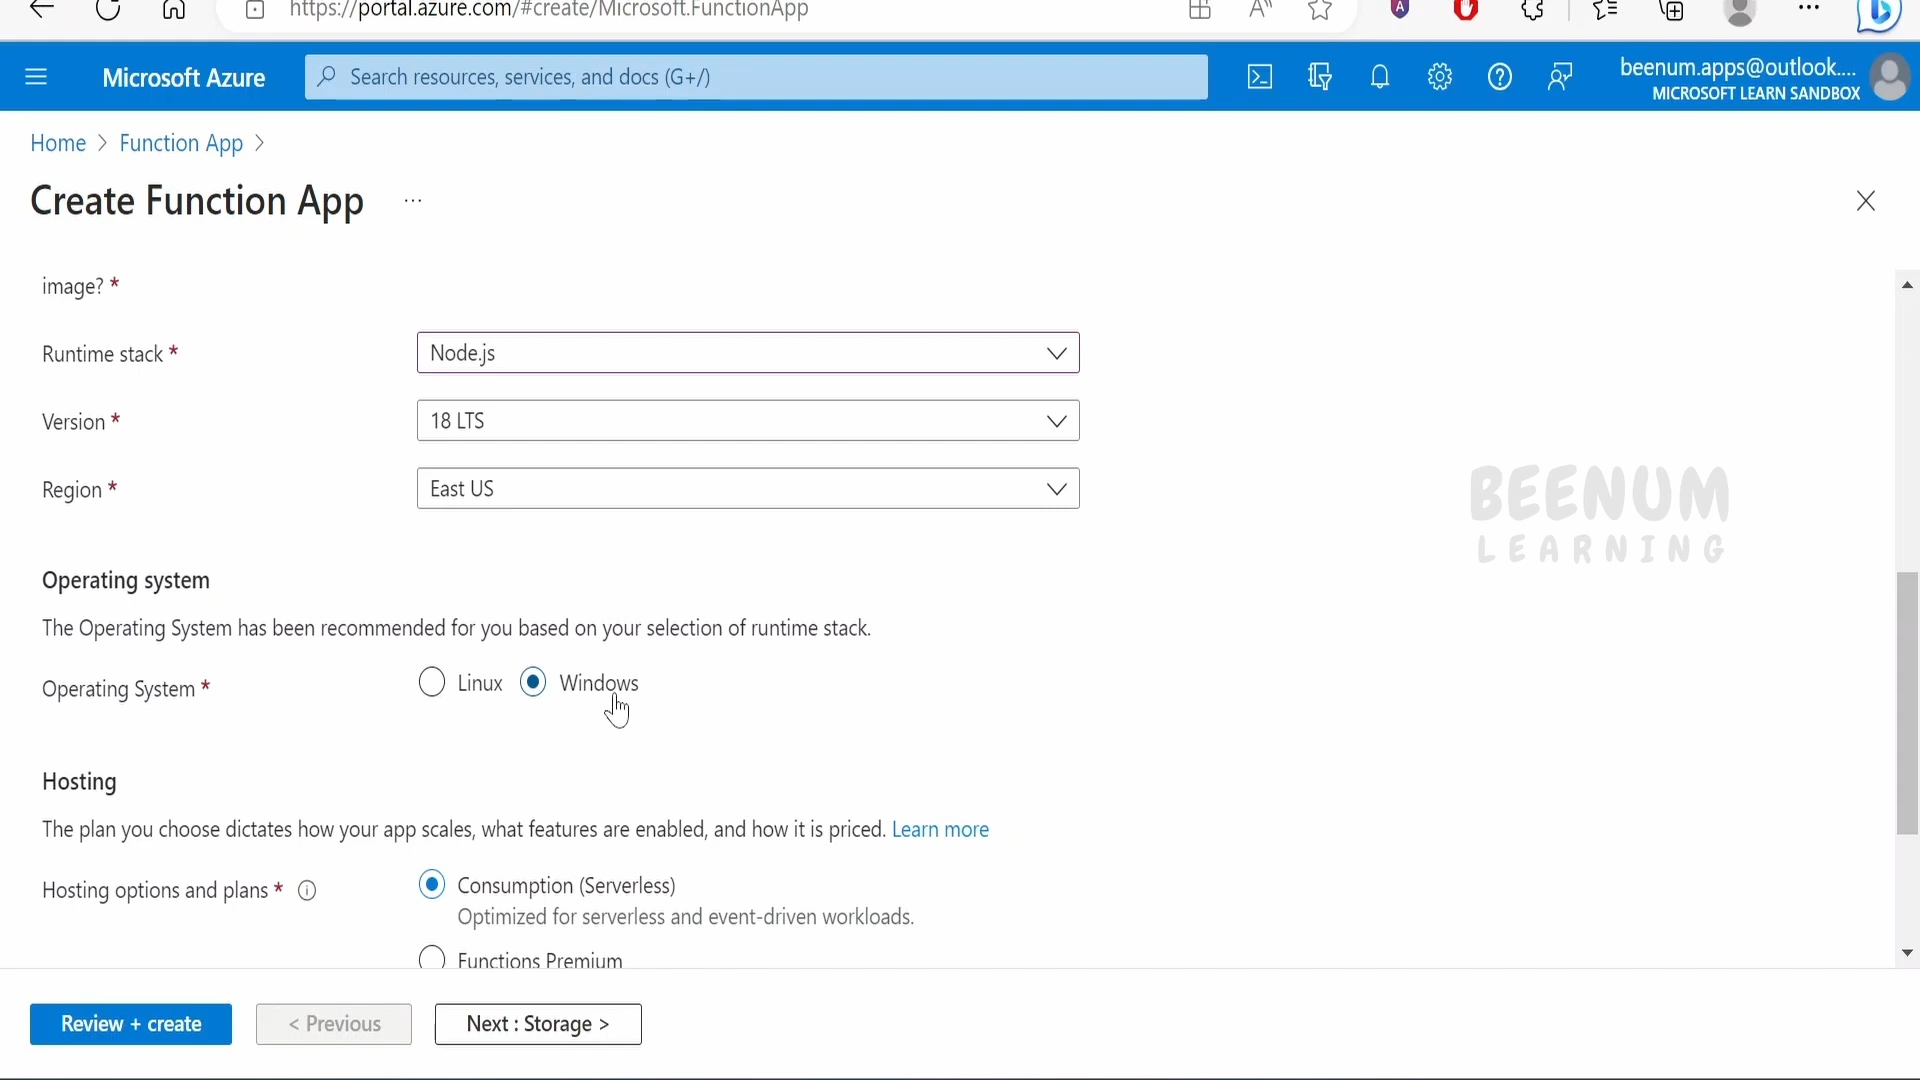 https://portal.azure.com/#create/Microsoft.FunctionApp
Microsoft Azure
Search resources, services, and docs (G+/)
beenum.apps@outlook....
MICROSOFT LEARN SANDBOX
Home > Function App >
Create Function App ...
image? *
Runtime stack * Node.js
Version * 18 LTS
Region * East US
BEENUM
LEARNING
Operating system
The Operating System has been recommended for you based on your selection of runtime stack.
Operating System * Linux Windows
Hosting
The plan you choose dictates how your app scales, what features are enabled, and how it is priced. Learn more
Hosting options and plans * Consumption (Serverless)
Optimized for serverless and event-driven workloads.
Functions Premium
Review + create
< Previous
Next : Storage >